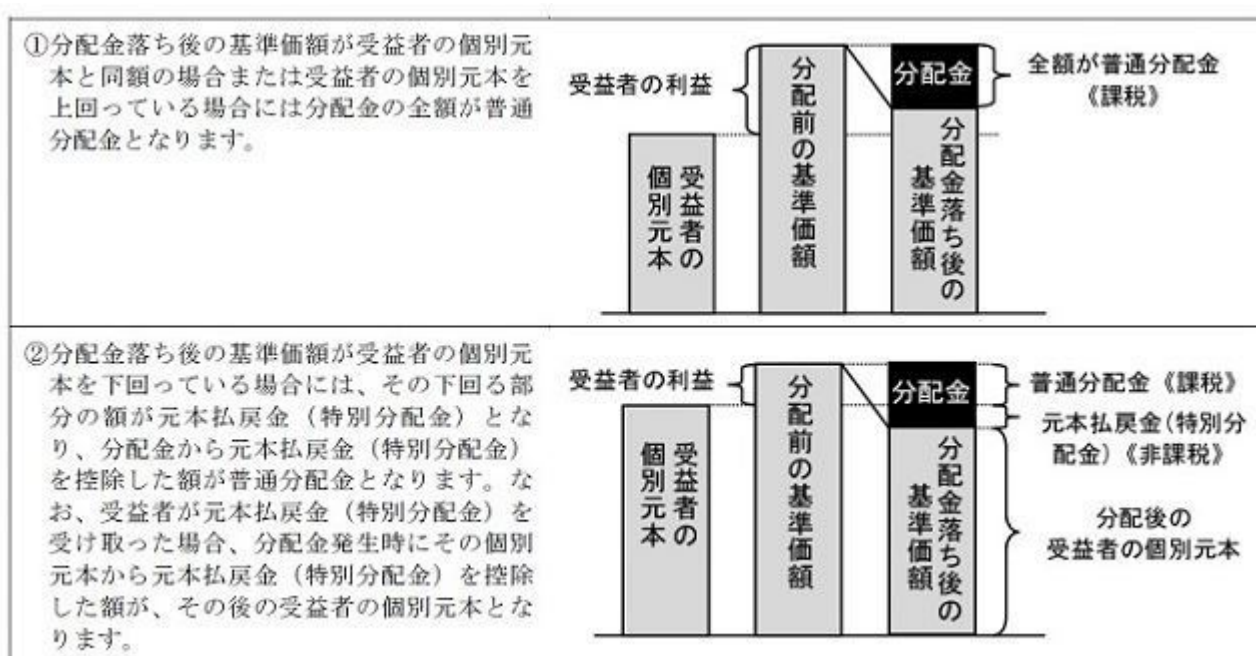 ①分配金落ち後の基準価額が受益者の個別元
本と同額の場合または受益者の個別元本を
上回っている場合には分配金の全額が普通
分配金となります。
受益者の利益
受益者の
個別元本
分配前の基準価額
分配金
分配金落ち後の
基準価額
全額が普通分配金
《課税》
②分配金落ち後の基準価額が受益者の個別元
本を下回っている場合には、その下回る部
分の額が元本払戻金（特別分配金）とな
り、分配金から元本払戻金（特別分配金）
を控除した額が普通分配金となります。な
お、受益者が元本払戻金（特別分配金）を
受け取った場合、分配金発生時にその個別
元本から元本払戻金（特別分配金）を控除
した額が、その後の受益者の個別元本とな
ります。
受益者の利益
受益者の
個別元本
分配前の基準価額
分配金
分配金落ち後の
基準価額
普通分配金《課税》
元本払戻金(特別分
配金)《非課税》
分配後の
受益者の個別元本